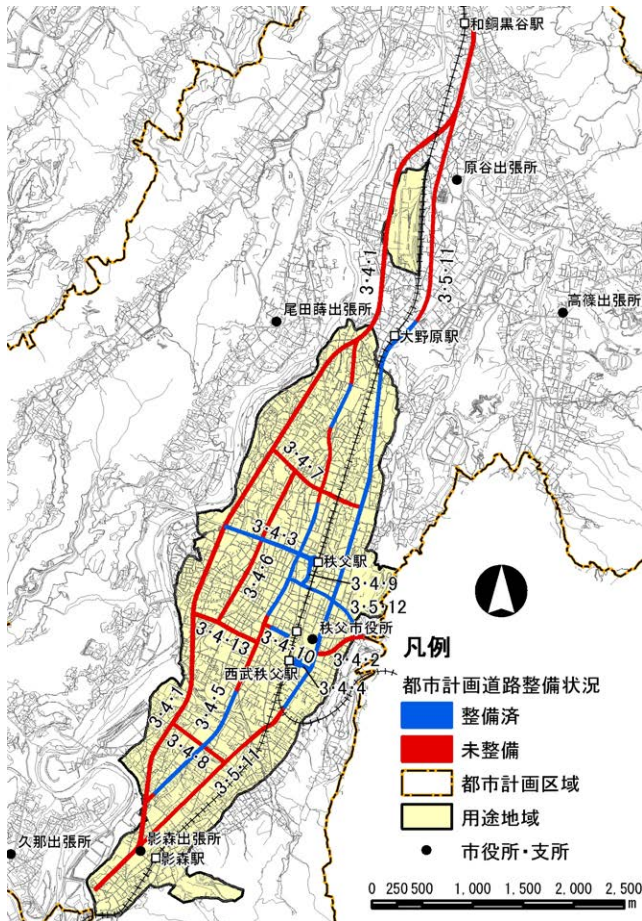 和銅黒谷駅
原谷出張所
3・4・1
3・5・11
尾田蒔出張所
高篠出張所
大野原駅
3・4・7
3・4・3
秩父駅
3・4・6
3・4・9
3・5・12
秩父市役所
3・4・13
3・4・10
3・4・2
西武秩父駅
3・4・4
3・4・1
3・4・5
3・4・8
3・5・11
久那出張所
影森出張所
影森駅
凡例
都市計画道路整備状況
整備済
未整備
都市計画区域
用途地域
市役所・支所
0 250 500 1,000 1,500 2,000 2,500
m